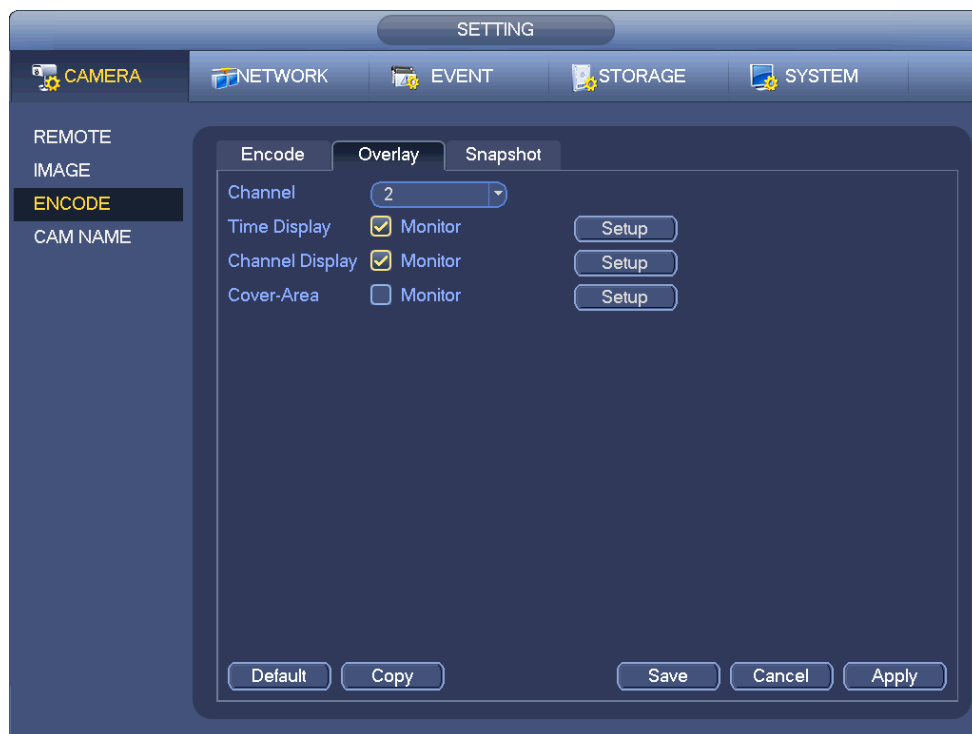 SETTING
CAMERA NETWORK EVENT STORAGE SYSTEM
REMOTE
IMAGE
ENCODE
CAM NAME
Encode Overlay Snapshot
Channel 2
Time Display Monitor Setup
Channel Display Monitor Setup
Cover-Area Monitor Setup
Default Copy Save Cancel Apply